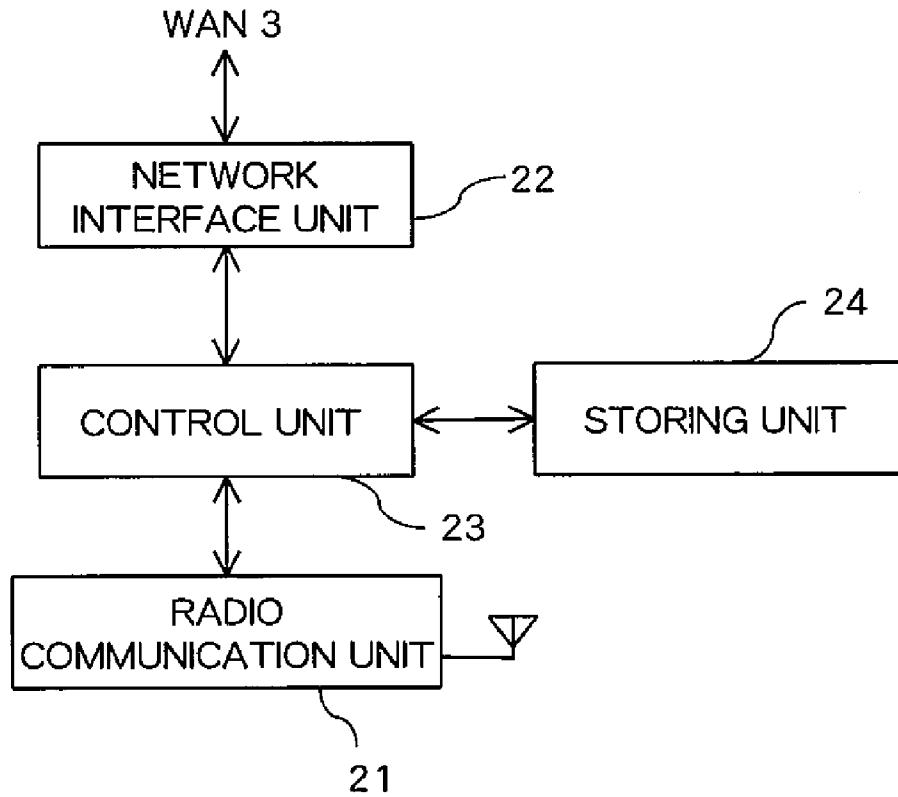 WAN 3
NETWORK
INTERFACE UNIT
22
24
CONTROL UNIT
STORING UNIT
23
RADIO
COMMUNICATION UNIT
21